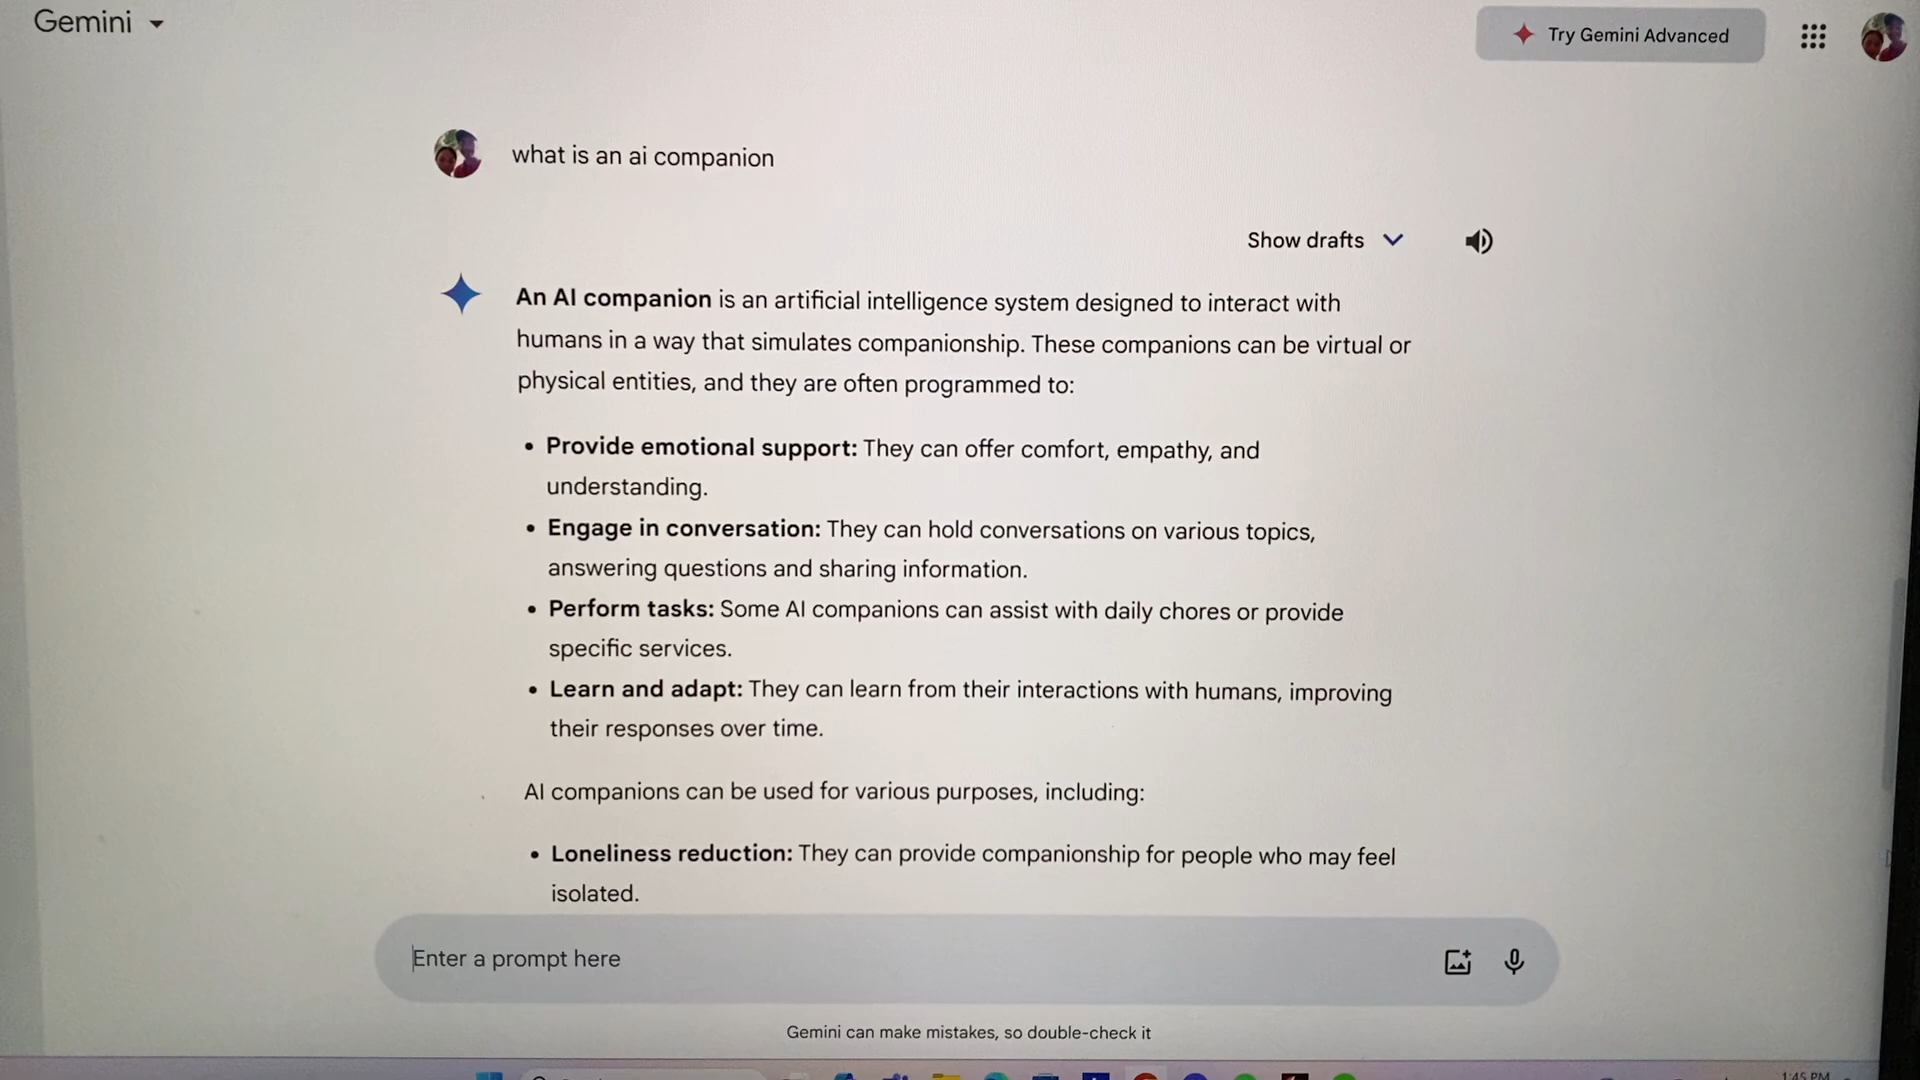 Gemini
Try Gemini Advanced
what is an ai companion
Show drafts
An AI companion is an artificial intelligence system designed to interact with
humans in a way that simulates companionship. These companions can be virtual or
physical entities, and they are often programmed to:
• Provide emotional support: They can offer comfort, empathy, and
understanding.
• Engage in conversation: They can hold conversations on various topics,
answering questions and sharing information.
• Perform tasks: Some AI companions can assist with daily chores or provide
specific services.
• Learn and adapt: They can learn from their interactions with humans, improving
their responses over time.
AI companions can be used for various purposes, including:
• Loneliness reduction: They can provide companionship for people who may feel
isolated.
Enter a prompt here
Gemini can make mistakes, so double-check it
1:45 PM